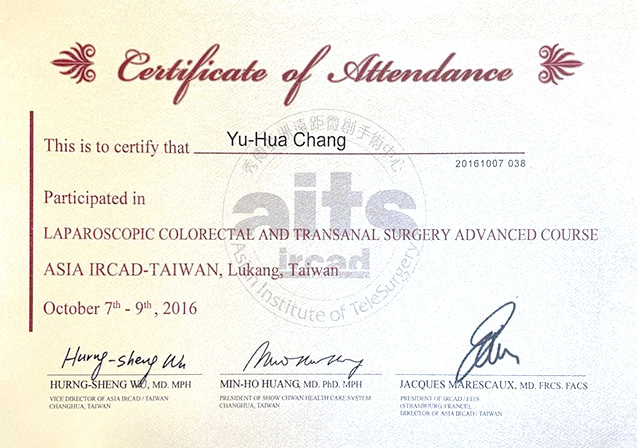 Certificate of Attendance
This is to certify that Yu-Hua Chang
20161007 038
Participated in
LAPAROSCOPIC COLORECTAL AND TRANSANAL SURGERY ADVANCED COURSE
ASIA IRCAD-TAIWAN, Lukang, Taiwan
October 7th - 9th, 2016
aits
ircad
Asian Institute of TeleSurgery
Hurng-sheng Wu
HURNG-SHENG WU, MD. MPH
VICE DIRECTOR OF ASIA IRCAD / TAIWAN
CHANGHUA, TAIWAN
MIN-HO HUANG, MD. PhD. MPH
PRESIDENT OF SHOW CHWAN HEALTH CARE SYSTEM
CHANGHUA, TAIWAN
JACQUES MARESCAUX, MD. FRCS. FACS
PRESIDENT OF IRCAD / EITS
(STRASBOURG, FRANCE),
DIRECTOR OF ASIA IRCAD / TAIWAN